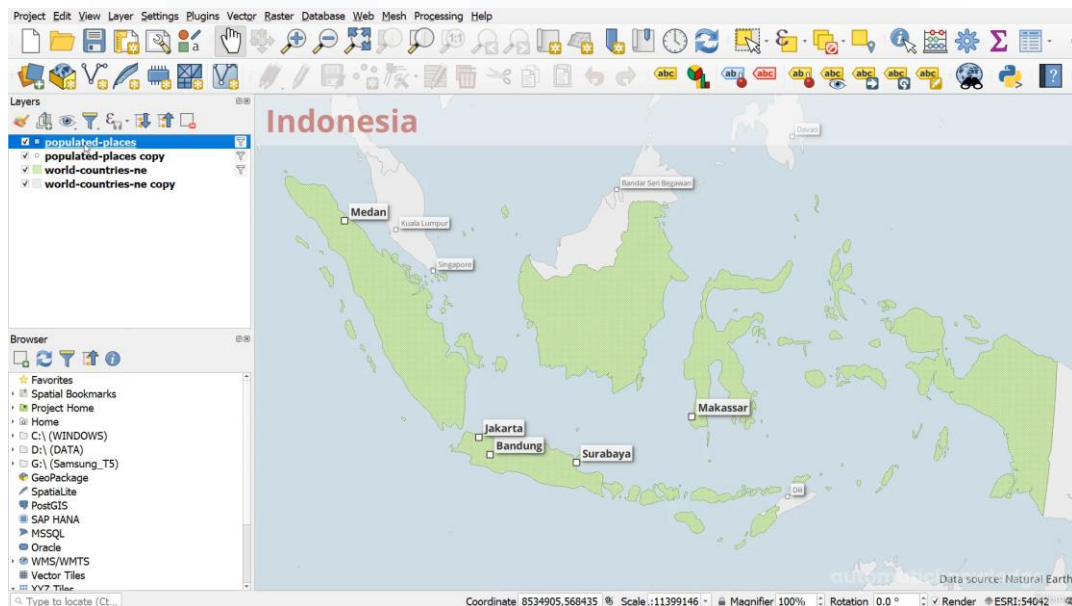 Project Edit View Layer Settings Plugins Vector Raster Database Web Mesh Processing Help
Layers
populated-places
populated-places copy
world-countries-ne
world-countries-ne copy
Browser
Favorites
Spatial Bookmarks
Project Home
Home
C:\ (WINDOWS)
D:\ (DATA)
G:\ (Samsung_T5)
GeoPackage
SpatiaLite
PostGIS
SAP HANA
MSSQL
Oracle
WMS/WMTS
Vector Tiles
XYZ Tiles
Indonesia
Davao
Bandar Seri Begawan
Medan
Kuala Lumpur
Singapore
Makassar
Jakarta
Bandung
Surabaya
Dili
Data source: Natural Earth
Type to locate (Ct...
Coordinate 8534905,568435 Scale :11399146 Magnifier 100% Rotation 0.0 ° Render ESRI:54042